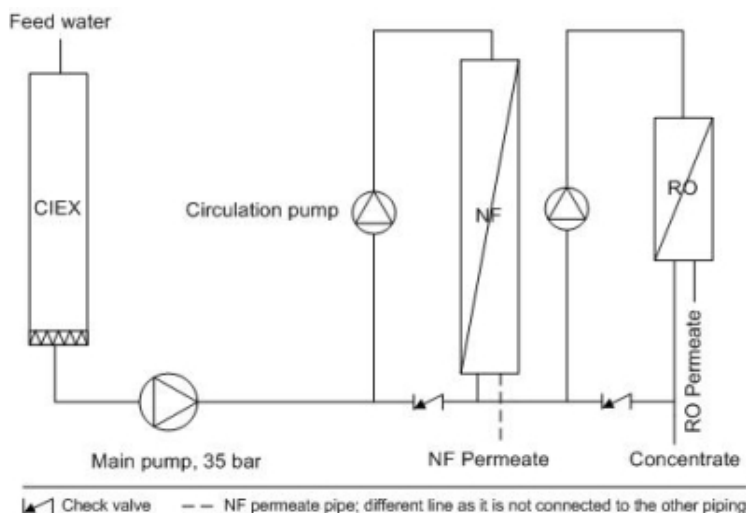 Feed water
CIEX
Circulation pump
NF
RO
RO Permeate
Main pump, 35 bar
NF Permeate
Concentrate
Check valve
NF permeate pipe; different line as it is not connected to the other piping